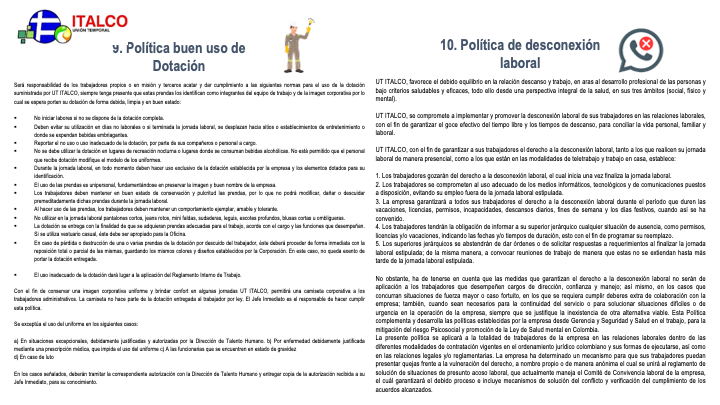 ITALCO
UNIÓN TEMPORAL
9. Política buen uso de
Dotación
Será responsabilidad de los trabajadores propios o en misión y terceros acatar y dar cumplimiento a las siguientes normas para el uso de la dotación
suministrada por UT ITALCO, siempre tenga presente que estas prendas los identifican como integrantes del equipo de trabajo y de la imagen corporativa por lo
cual se espera porten su dotación de forma debida, limpia y en buen estado:
• No iniciar labores si no se dispone de la dotación completa.
• Deben evitar su utilización en días no laborales o si terminada la jornada laboral, se desplazan hacia sitios o establecimientos de entretenimiento o
donde se expendan bebidas embriagantes.
• Reportar el no uso o uso inadecuado de la dotación, por parte de sus compañeros o personal a cargo.
• No se debe utilizar la dotación en lugares de recreación nocturna o lugares donde se consuman bebidas alcohólicas. No está permitido que el personal
que recibe dotación modifique el modelo de los uniformes.
• Durante la jornada laboral, en todo momento deben hacer uso exclusivo de la dotación establecida por la empresa y los elementos dotados para su
identificación.
• El uso de las prendas es unipersonal, fundamentándose en preservar la imagen y buen nombre de la empresa.
• Los trabajadores deben mantener en buen estado de conservación y pulcritud las prendas, por lo que no podrá modificar, dañar o descuidar
premeditadamente dichas prendas durante la jornada laboral.
• Al hacer uso de las prendas, los trabajadores deben mantener un comportamiento ejemplar, amable y tolerante.
• No utilizar en la jornada laboral pantalones cortos, jeans rotos, mini faldas, sudaderas, leguis, escotes profundos, blusas cortas u ombligueras.
• La dotación se entrega con la finalidad de que se adquieran prendas adecuadas para el trabajo, acorde con el cargo y las funciones que desempeñan.
Si se utiliza vestuario casual, éste debe ser apropiado para la Oficina.
• En caso de pérdida o destrucción de una o varias prendas de la dotación por descuido del trabajador, éste deberá proceder de forma inmediata con la
reposición total o parcial de las mismas, guardando los mismos colores y diseños establecidos por la Corporación. En este caso, no queda exento de
portar la dotación entregada.
• El uso inadecuado de la dotación dará lugar a la aplicación del Reglamento Interno de Trabajo.
Con el fin de conservar una imagen corporativa uniforme y brindar confort en algunas jornadas UT ITALCO, permitirá una camiseta corporativa a los
trabajadores administrativos. La camiseta no hace parte de la dotación entregada al trabajador por ley. El Jefe Inmediato es el responsable de hacer cumplir
esta política.
Se exceptúa el uso del uniforme en los siguientes casos:
a) En situaciones excepcionales, debidamente justificadas y autorizadas por la Dirección de Talento Humano. b) Por enfermedad debidamente justificada
mediante una prescripción médica, que impida el uso del uniforme c) A las funcionarias que se encuentren en estado de gravidez
d) En caso de luto
En los casos señalados, deberán tramitar la correspondiente autorización con la Dirección de Talento Humano y entregar copia de la autorización recibida a su
Jefe Inmediato, para su conocimiento.
10. Política de desconexión
laboral
UT ITALCO, favorece el debido equilibrio en la relación descanso y trabajo, en aras al desarrollo profesional de las personas y
bajo criterios saludables y eficaces, todo ello desde una perspectiva integral de la salud, en sus tres ámbitos (social, físico y
mental).
UT ITALCO, se compromete a implementar y promover la desconexión laboral de sus trabajadores en las relaciones laborales,
con el fin de garantizar el goce efectivo del tiempo libre y los tiempos de descanso, para conciliar la vida personal, familiar y
laboral.
UT ITALCO, con el fin de garantizar a sus trabajadores el derecho a la desconexión laboral, tanto a los que realicen su jornada
laboral de manera presencial, como a los que están en las modalidades de teletrabajo y trabajo en casa, establece:
1. Los trabajadores gozarán del derecho a la desconexión laboral, el cual inicia una vez finaliza la jornada laboral.
2. Los trabajadores se comprometen al uso adecuado de los medios informáticos, tecnológicos y de comunicaciones puestos
a disposición, evitando su empleo fuera de la jornada laboral estipulada.
3. La empresa garantizará a todos sus trabajadores el derecho a la desconexión laboral durante el período que duren las
vacaciones, licencias, permisos, incapacidades, descansos diarios, fines de semana y los días festivos, cuando así se ha
convenido.
4. Los trabajadores tendrán la obligación de informar a su superior jerárquico cualquier situación de ausencia, como permisos,
licencias y/o vacaciones, indicando las fechas y/o tiempos de duración, esto con el fin de programar su reemplazo.
5. Los superiores jerárquicos se abstendrán de dar órdenes o de solicitar respuestas a requerimientos al finalizar la jornada
laboral estipulada; de la misma manera, a convocar reuniones de trabajo de manera que estas no se extiendan hasta más
tarde de la jornada laboral estipulada.
No obstante, ha de tenerse en cuenta que las medidas que garantizan el derecho a la desconexión laboral no serán de
aplicación a los trabajadores que desempeñen cargos de dirección, confianza y manejo; así mismo, en los casos que
concurran situaciones de fuerza mayor o caso fortuito, en los que se requiera cumplir deberes extra de colaboración con la
empresa; también, cuando sean necesarios para la continuidad del servicio o para solucionar situaciones difíciles o de
urgencia en la operación de la empresa, siempre que se justifique la inexistencia de otra alternativa viable. Esta Política
complementa y desarrolla las políticas establecidas por la empresa desde Gerencia y Seguridad y Salud en el trabajo, para la
mitigación del riesgo Psicosocial y promoción de la Ley de Salud mental en Colombia.
La presente política se aplicará a la totalidad de trabajadores de la empresa en las relaciones laborales dentro de las
diferentes modalidades de contratación vigentes en el ordenamiento jurídico colombiano y sus formas de ejecutarse, así como
en las relaciones legales y/o reglamentarias. La empresa ha determinado un mecanismo para que sus trabajadores puedan
presentar quejas frente a la vulneración del derecho, a nombre propio o de manera anónima el cual se unirá al reglamento de
solución de situaciones de presunto acoso laboral, que actualmente maneja el Comité de Convivencia laboral de la empresa,
el cuál garantizará el debido proceso e incluye mecanismos de solución del conflicto y verificación del cumplimiento de los
acuerdos alcanzados.